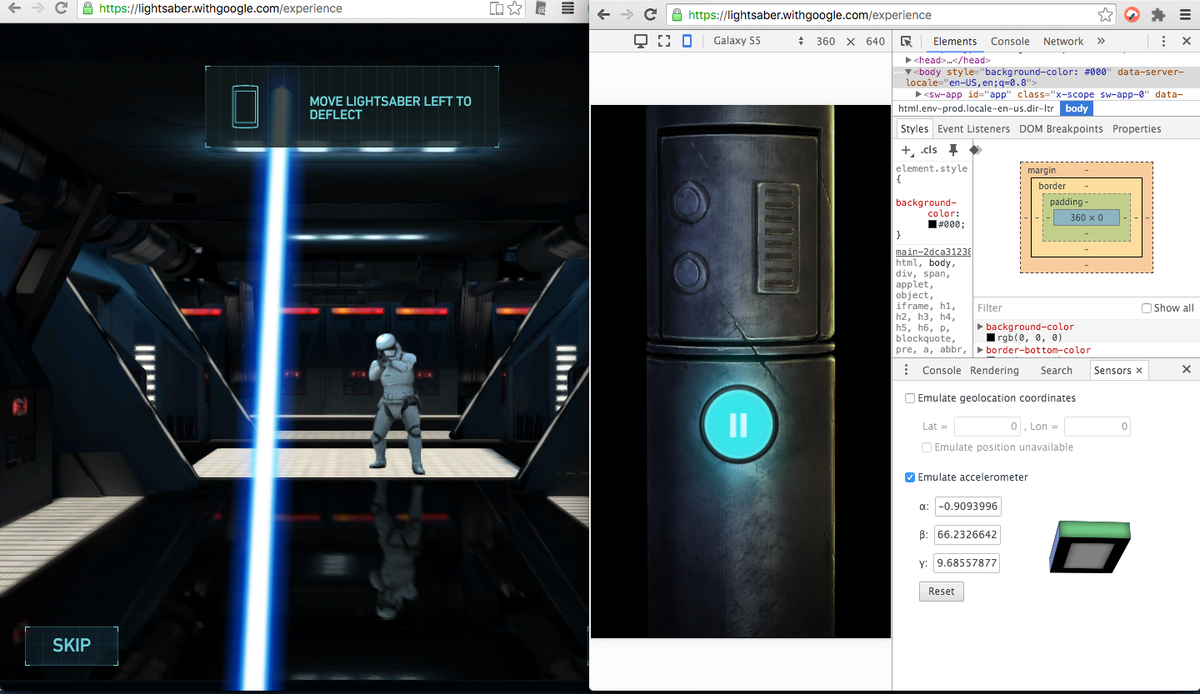 https://lightsaber.withgoogle.com/experience
MOVE LIGHTSABER LEFT TO
DEFLECT
SKIP
https://lightsaber.withgoogle.com/experience
Galaxy S5 360 × 640
Elements Console Network »
<head>…</head>
<body style="background-color: #000" data-server-
locale="en-US,en;q=0.8">
<sw-app id="app" class="x-scope sw-app-0" data-
html.env-prod.locale-en-us.dir-ltr body
Styles Event Listeners DOM Breakpoints Properties
+ .cls
element.style
{
background-
color:
#000;
}
main-2dca31238
html, body,
div, span,
applet,
object,
iframe, h1,
h2, h3, h4,
h5, h6, p,
blockquote,
pre, a, abbr,
margin -
border -
padding -
- - - 360 × 0 - - -
-
-
-
Filter Show all
background-color
rgb(0, 0, 0)
border-bottom-color
Console Rendering Search Sensors ×
Emulate geolocation coordinates
Lat = 0 , Lon = 0
Emulate position unavailable
Emulate accelerometer
α: -0.9093996
β: 66.2326642
γ: 9.68557877
Reset